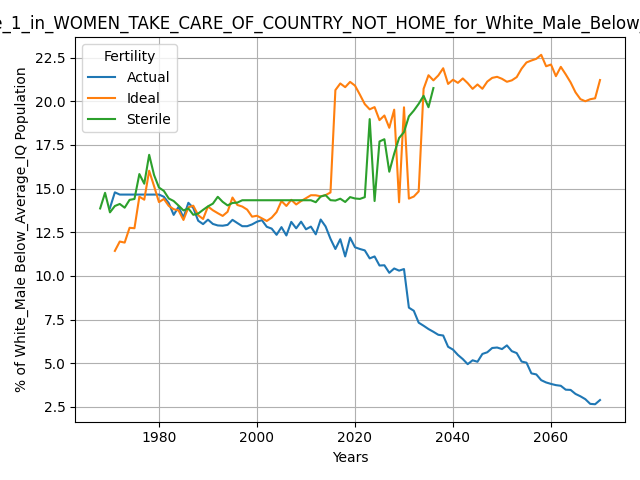 e_1_in_WOMEN_TAKE_CARE_OF_COUNTRY_NOT_HOME_for_White_Male_Below_
% of White_Male Below_Average_IQ Population
22.5
20.0
17.5
15.0
12.5
10.0
7.5
5.0
2.5
Fertility
Actual
Ideal
Sterile
1980
2000
2020
2040
2060
Years